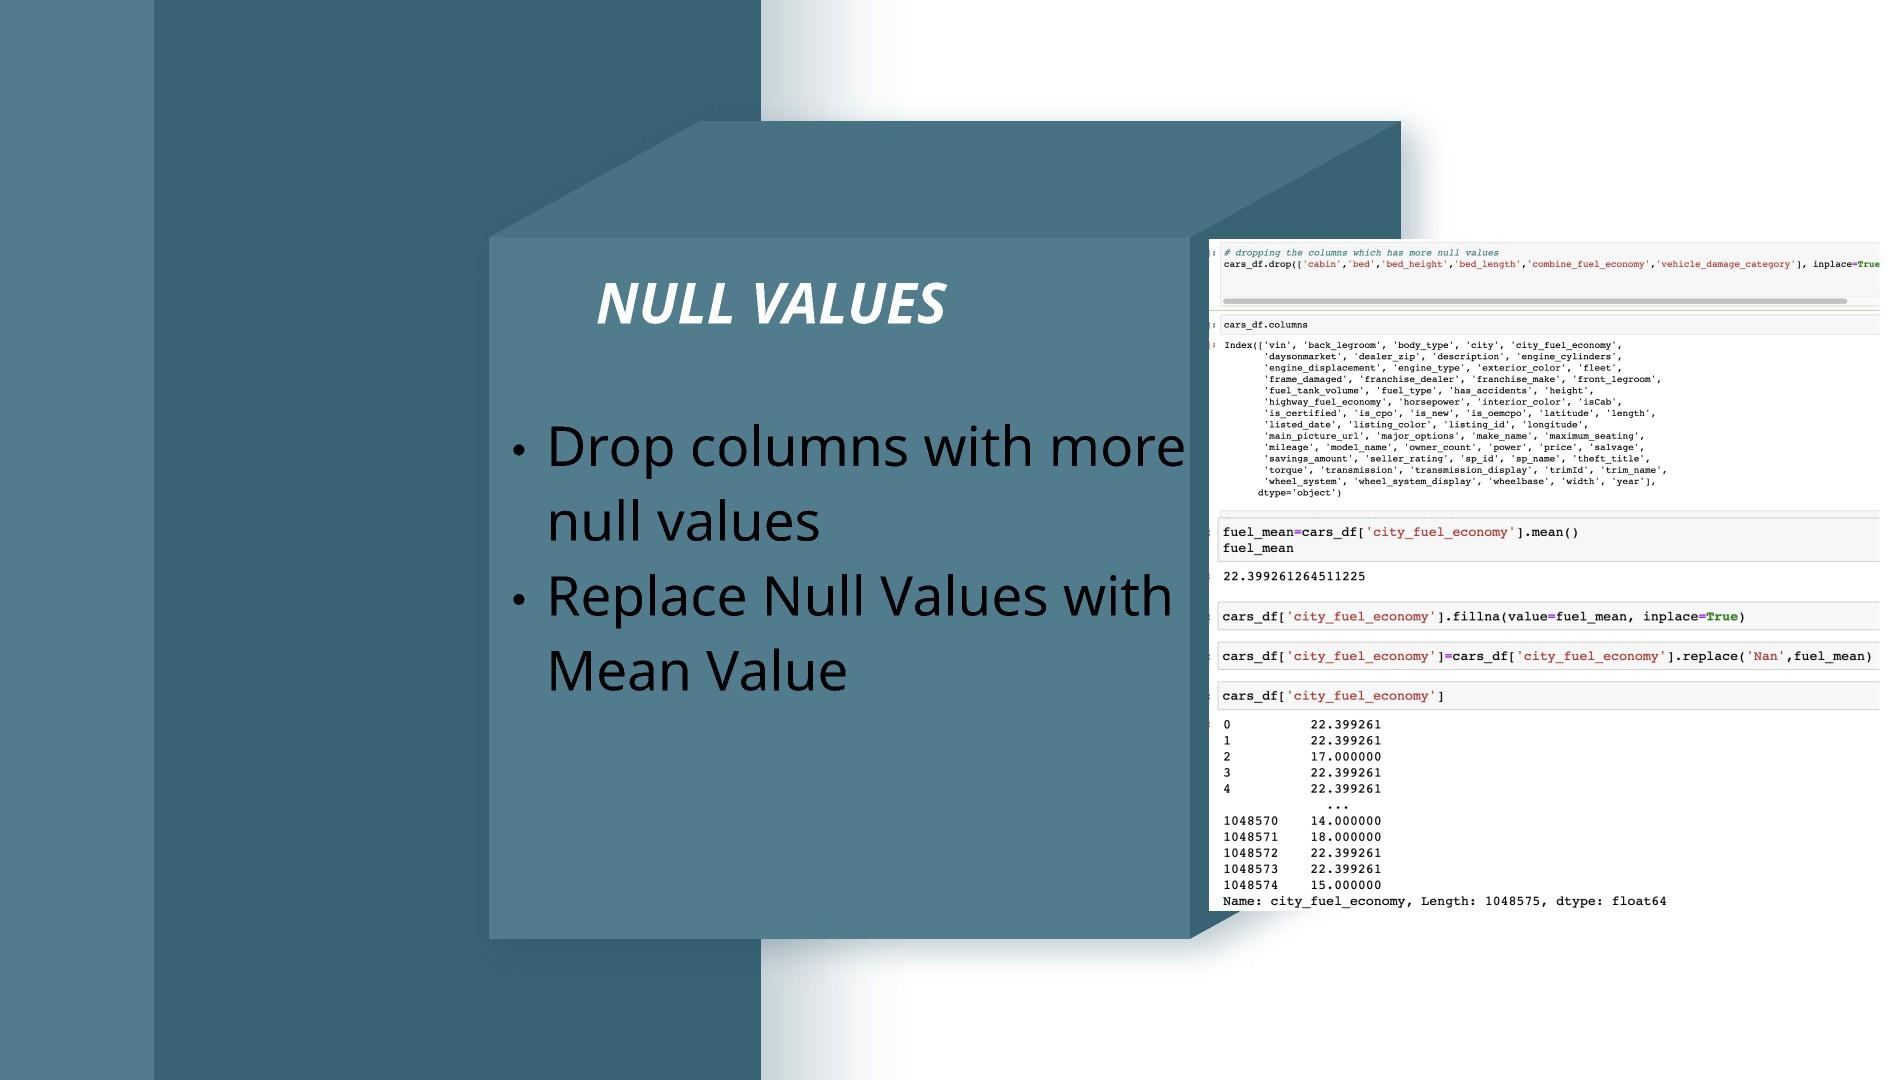 NULL VALUES
• Drop columns with more
null values
• Replace Null Values with
Mean Value
# dropping the columns which has more null values
cars_df.drop(['cabin','bed','bed_height','bed_length','combine_fuel_economy','vehicle_damage_category'], inplace=True
cars_df.columns
Index(['vin', 'back_legroom', 'body_type', 'city', 'city_fuel_economy',
'daysonmarket', 'dealer_zip', 'description', 'engine_cylinders',
'engine_displacement', 'engine_type', 'exterior_color', 'fleet',
'frame_damaged', 'franchise_dealer', 'franchise_make', 'front_legroom',
'fuel_tank_volume', 'fuel_type', 'has_accidents', 'height',
'highway_fuel_economy', 'horsepower', 'interior_color', 'isCab',
'is_certified', 'is_cpo', 'is_new', 'is_oemcpo', 'latitude', 'length',
'listed_date', 'listing_color', 'listing_id', 'longitude',
'main_picture_url', 'major_options', 'make_name', 'maximum_seating',
'mileage', 'model_name', 'owner_count', 'power', 'price', 'salvage',
'savings_amount', 'seller_rating', 'sp_id', 'sp_name', 'theft_title',
'torque', 'transmission', 'transmission_display', 'trimId', 'trim_name',
'wheel_system', 'wheel_system_display', 'wheelbase', 'width', 'year'],
dtype='object')
fuel_mean=cars_df['city_fuel_economy'].mean()
fuel_mean
22.399261264511225
cars_df['city_fuel_economy'].fillna(value=fuel_mean, inplace=True)
cars_df['city_fuel_economy']=cars_df['city_fuel_economy'].replace('Nan',fuel_mean)
cars_df['city_fuel_economy']
0 22.399261
1 22.399261
2 17.000000
3 22.399261
4 22.399261
...
1048570 14.000000
1048571 18.000000
1048572 22.399261
1048573 22.399261
1048574 15.000000
Name: city_fuel_economy, Length: 1048575, dtype: float64